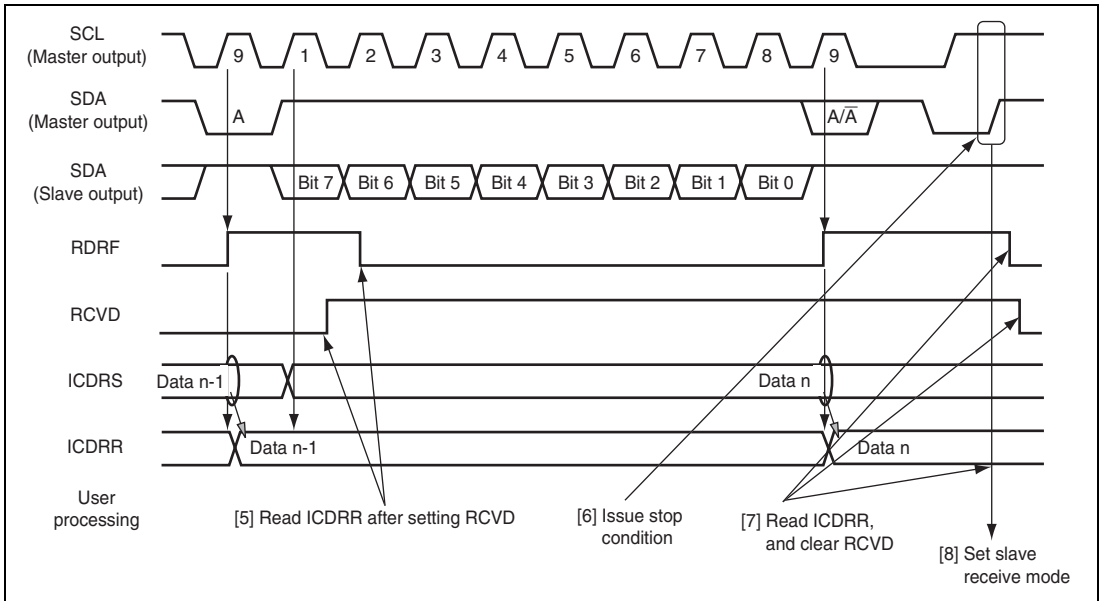 SCL
(Master output)
9 1 2 3 4 5 6 7 8 9
SDA
(Master output)
A A/A̅
SDA
(Slave output)
Bit 7 Bit 6 Bit 5 Bit 4 Bit 3 Bit 2 Bit 1 Bit 0
RDRF
RCVD
ICDRS
Data n-1 Data n
ICDRR
Data n-1 Data n
User
processing
[5] Read ICDRR after setting RCVD
[6] Issue stop
condition
[7] Read ICDRR,
and clear RCVD
[8] Set slave
receive mode